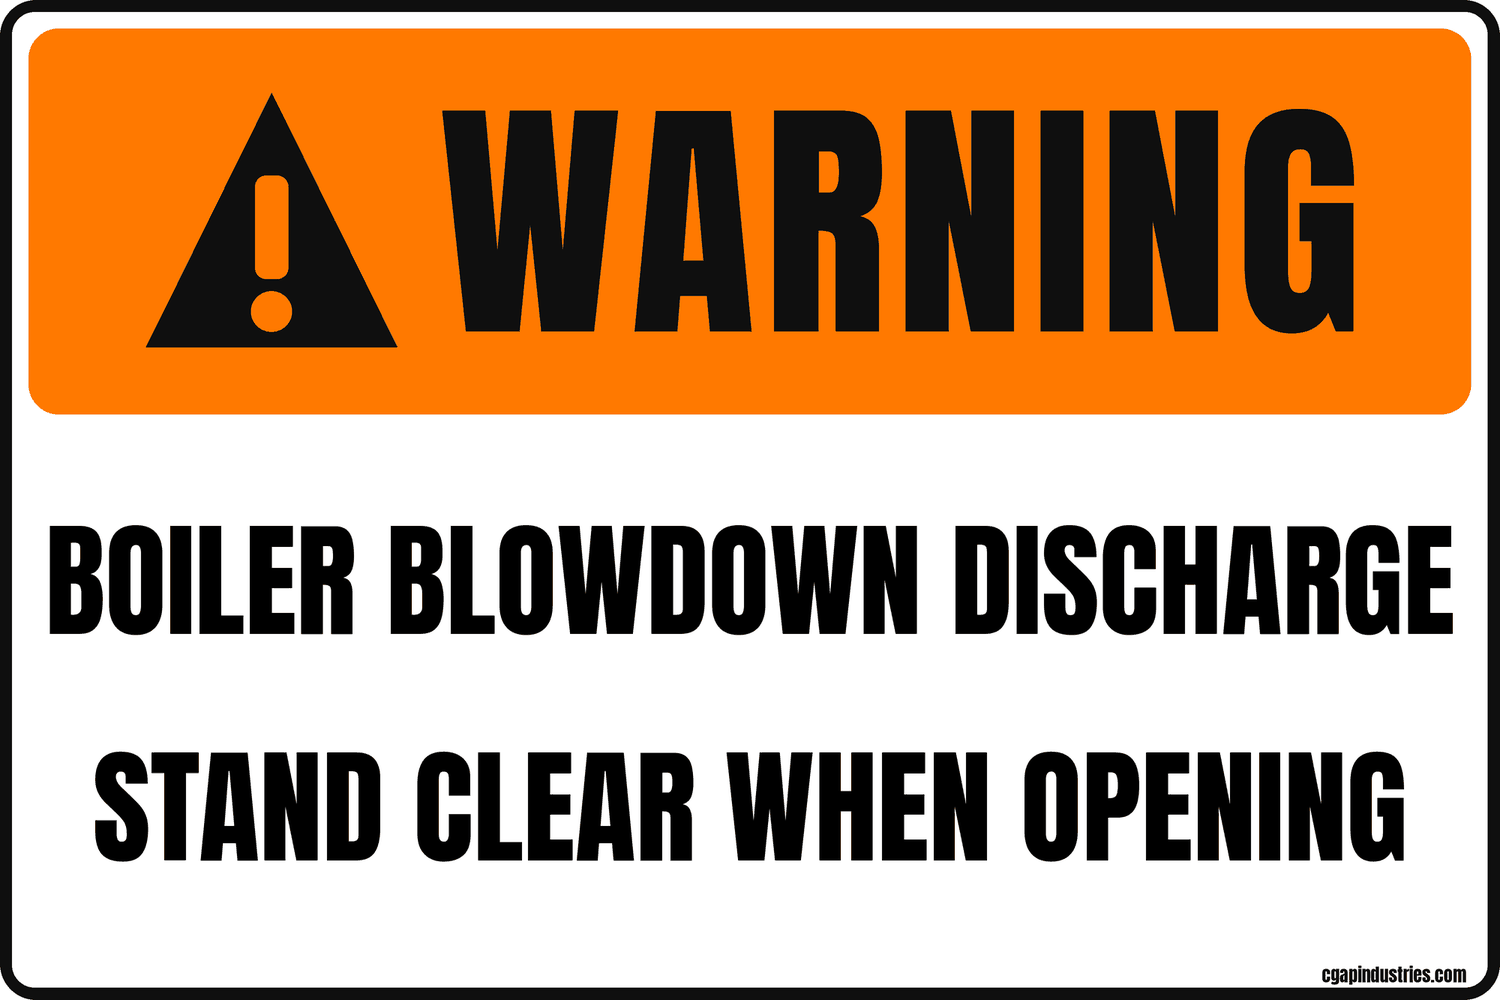 WARNING
BOILER BLOWDOWN DISCHARGE
STAND CLEAR WHEN OPENING
cgapindustries.com